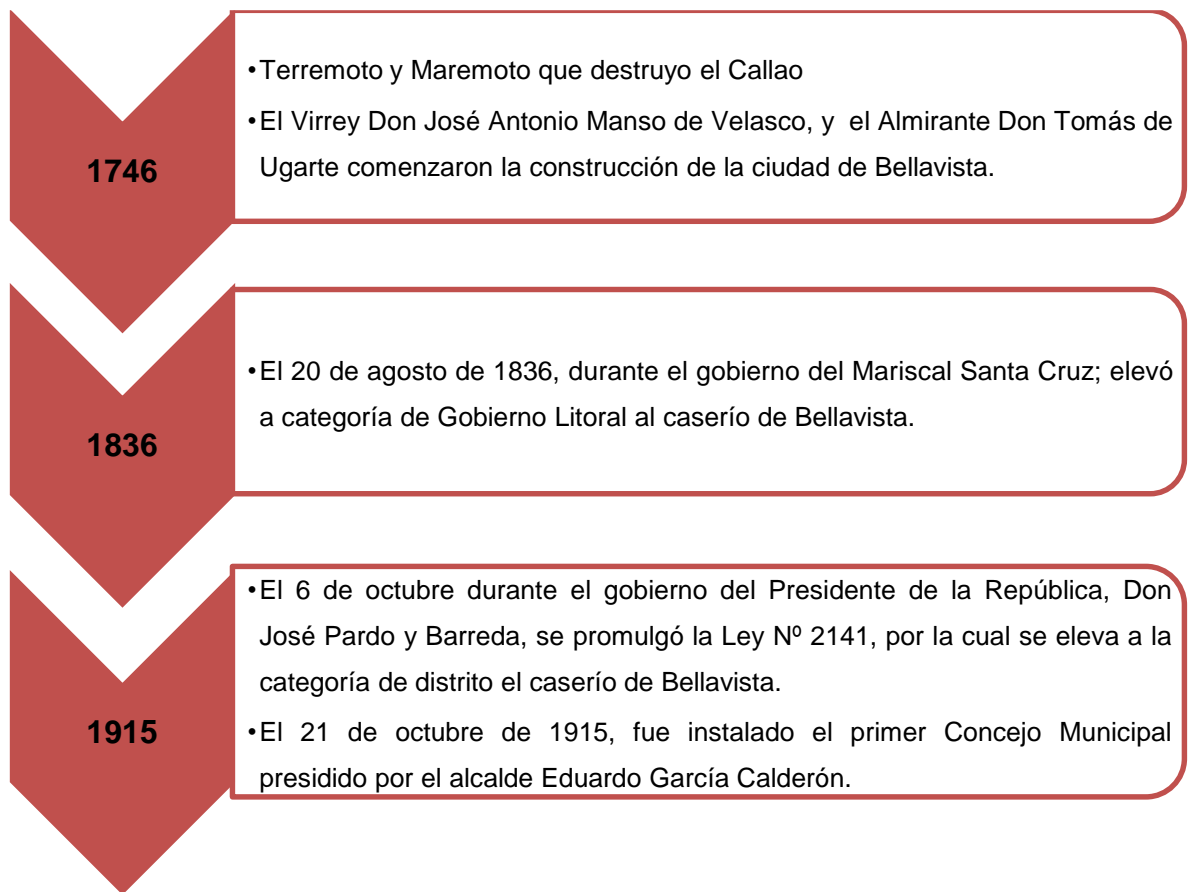 1746
•Terremoto y Maremoto que destruyo el Callao
•El Virrey Don José Antonio Manso de Velasco, y el Almirante Don Tomás de
Ugarte comenzaron la construcción de la ciudad de Bellavista.
1836
•El 20 de agosto de 1836, durante el gobierno del Mariscal Santa Cruz; elevó
a categoría de Gobierno Litoral al caserío de Bellavista.
1915
•El 6 de octubre durante el gobierno del Presidente de la República, Don
José Pardo y Barreda, se promulgó la Ley Nº 2141, por la cual se eleva a la
categoría de distrito el caserío de Bellavista.
•El 21 de octubre de 1915, fue instalado el primer Concejo Municipal
presidido por el alcalde Eduardo García Calderón.